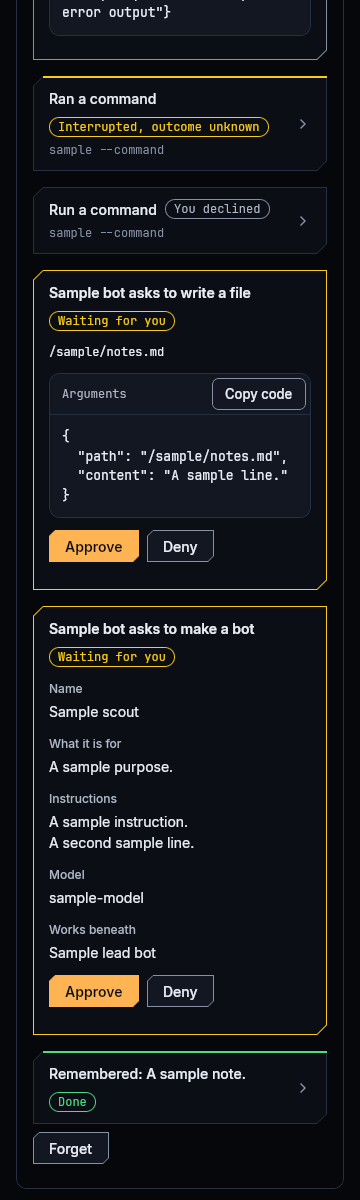 error output"}
Ran a command
Interrupted, outcome unknown
sample --command
Run a command You declined
sample --command
Sample bot asks to write a file
Waiting for you
/sample/notes.md
Arguments Copy code
{
"path": "/sample/notes.md",
"content": "A sample line."
}
Approve Deny
Sample bot asks to make a bot
Waiting for you
Name
Sample scout
What it is for
A sample purpose.
Instructions
A sample instruction.
A second sample line.
Model
sample-model
Works beneath
Sample lead bot
Approve Deny
Remembered: A sample note.
Done
Forget